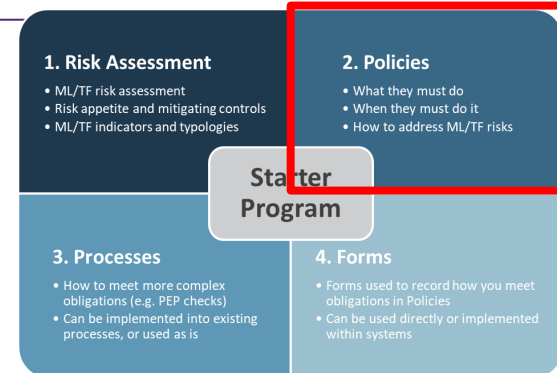 1. Risk Assessment
• ML/TF risk assessment
• Risk appetite and mitigating controls
• ML/TF indicators and typologies
2. Policies
• What they must do
• When they must do it
• How to address ML/TF risks
Starter
Program
3. Processes
• How to meet more complex
obligations (e.g. PEP checks)
• Can be implemented into existing
processes, or used as is
4. Forms
• Forms used to record how you meet
obligations in Policies
• Can be used directly or implemented
within systems